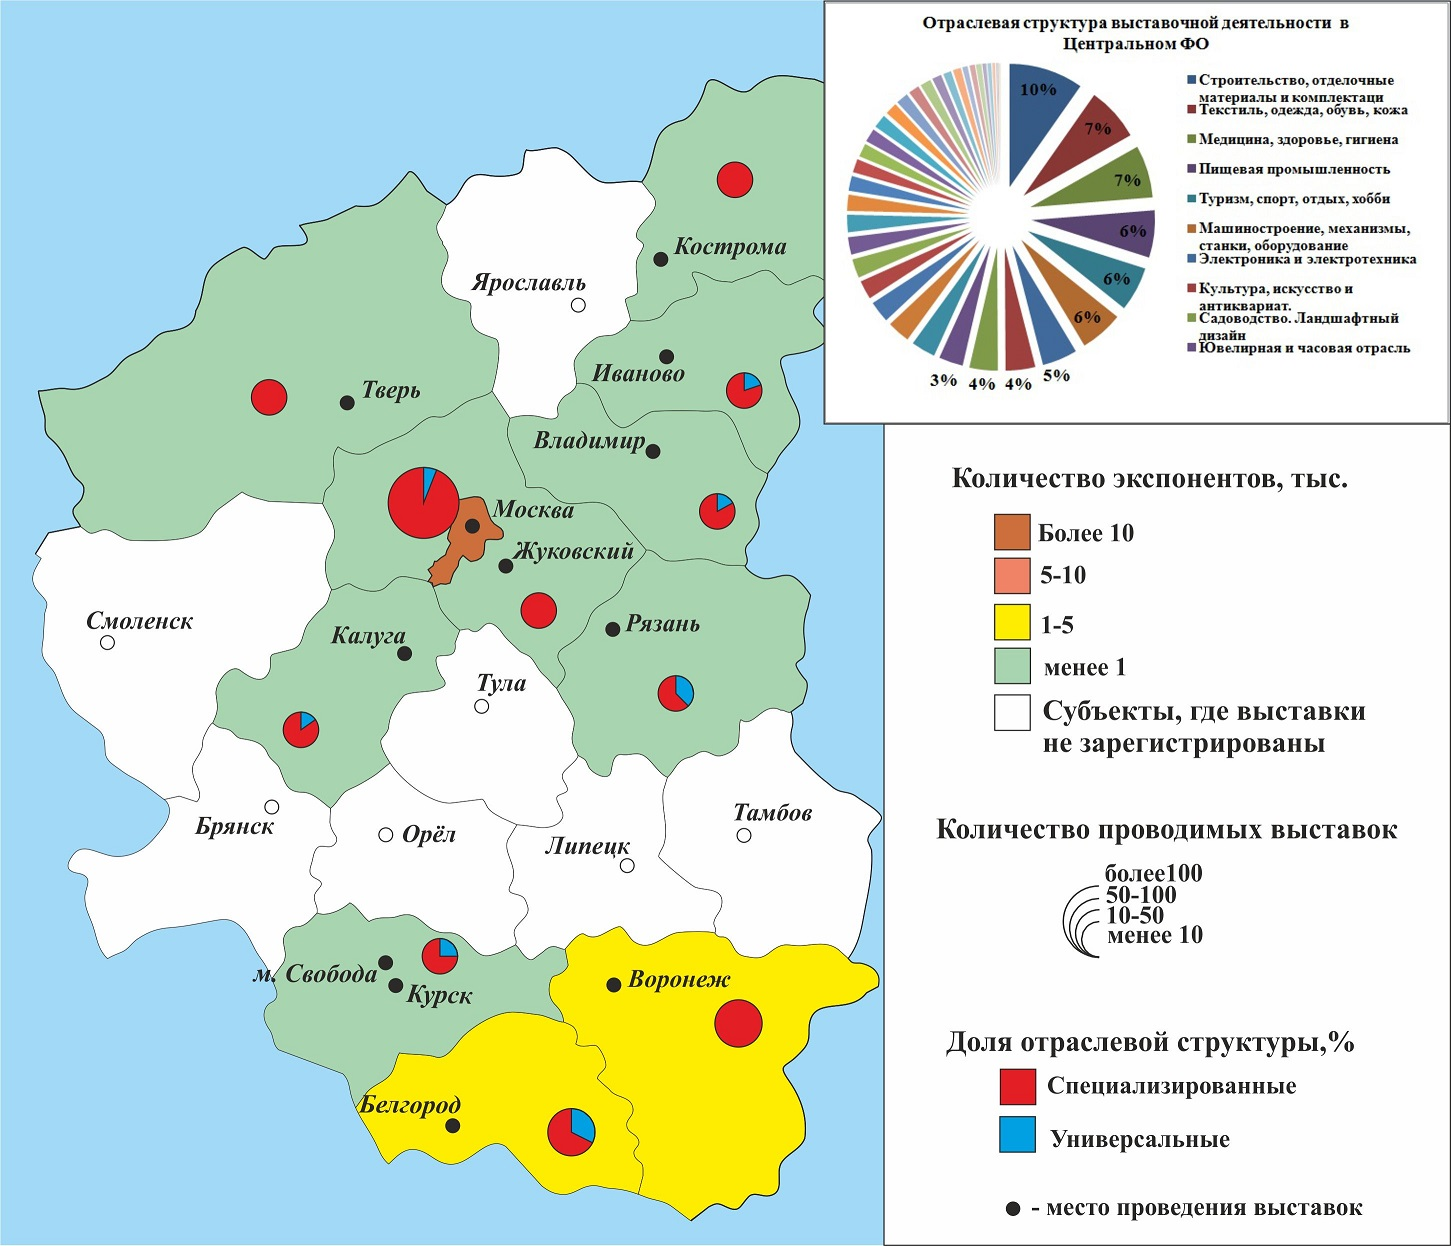 Отраслевая структура выставочной деятельности в
Центральном ФО
10%
7%
7%
6%
6%
6%
5%
4%
4%
3%
Строительство, отделочные
материалы и комплектаци
Текстиль, одежда, обувь, кожа
Медицина, здоровье, гигиена
Пищевая промышленность
Туризм, спорт, отдых, хобби
Машиностроение, механизмы,
станки, оборудование
Электроника и электротехника
Культура, искусство и
антиквариат.
Садоводство. Ландшафтный
дизайн
Ювелирная и часовая отрасль
Кострома
Ярославль
Иваново
Тверь
Владимир
Москва
Жуковский
Смоленск
Калуга
Рязань
Тула
Брянск
Орёл
Липецк
Тамбов
м. Свобода
Курск
Воронеж
Белгород
Количество экспонентов, тыс.
Более 10
5-10
1-5
менее 1
Субъекты, где выставки
не зарегистрированы
Количество проводимых выставок
более100
50-100
10-50
менее 10
Доля отраслевой структуры,%
Специализированные
Универсальные
- место проведения выставок